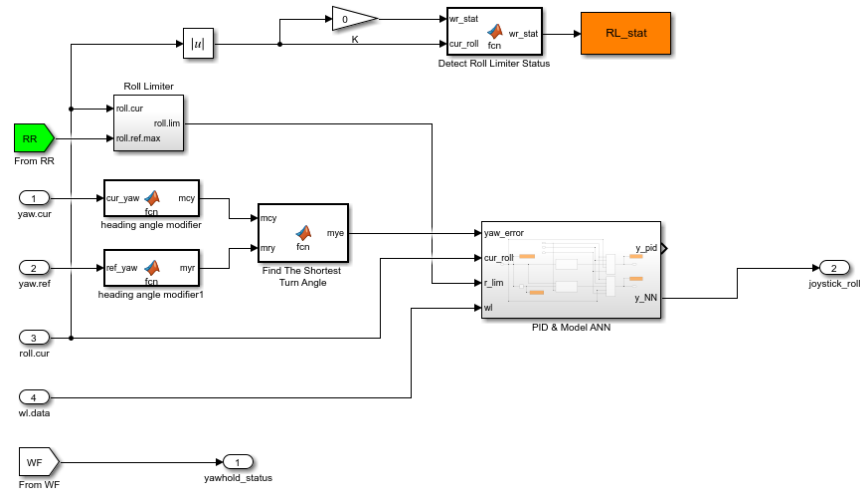 0
K
|u|
wr_stat
cur_roll
fcn
wr_stat
Detect Roll Limiter Status
RL_stat
Roll Limiter
roll.cur
roll.lim
roll.ref.max
RR
From RR
1
yaw.cur
cur_yaw
fcn
mcy
heading angle modifier
mcy
mry
fcn
mye
Find The Shortest
Turn Angle
2
yaw.ref
ref_yaw
fcn
myr
heading angle modifier1
yaw_error
cur_roll
r_lim
wl
y_pid
y_NN
PID & Model ANN
2
joystick_roll
3
roll.cur
4
wl.data
WF
From WF
1
yawhold_status